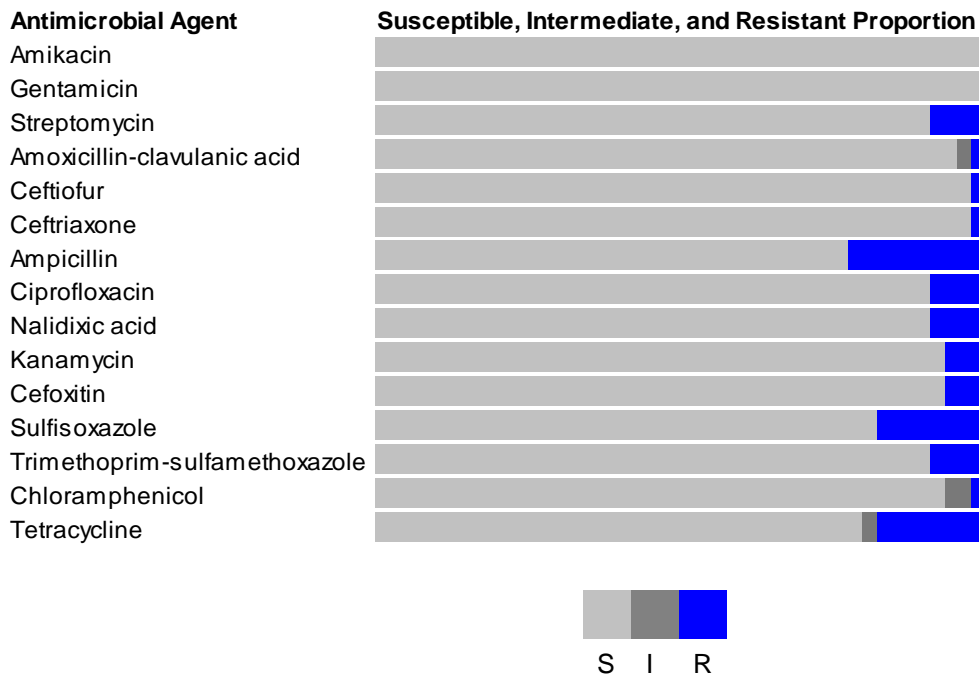 Antimicrobial Agent Susceptible, Intermediate, and Resistant Proportion
Amikacin
Gentamicin
Streptomycin
Amoxicillin-clavulanic acid
Ceftiofur
Ceftriaxone
Ampicillin
Ciprofloxacin
Nalidixic acid
Kanamycin
Cefoxitin
Sulfisoxazole
Trimethoprim-sulfamethoxazole
Chloramphenicol
Tetracycline
S I R